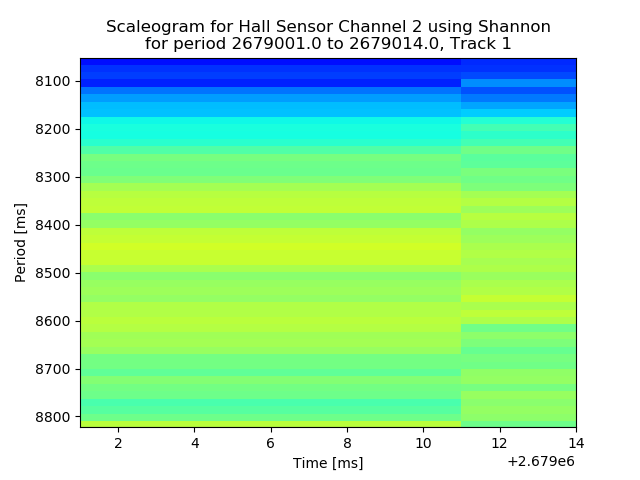 Scaleogram for Hall Sensor Channel 2 using Shannon
for period 2679001.0 to 2679014.0, Track 1
8100
8200
8300
8400
8500
8600
8700
8800
Period [ms]
2 4 6 8 10 12 14
Time [ms]
+2.679e6